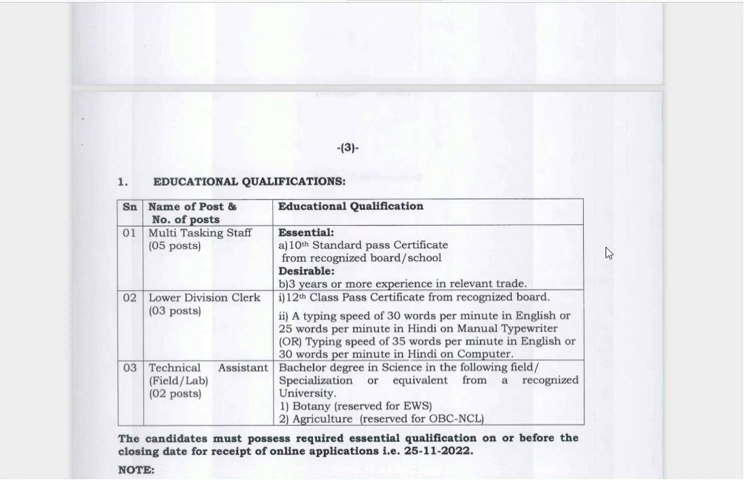 -(3)-
1. EDUCATIONAL QUALIFICATIONS:
Sn Name of Post & No. of posts Educational Qualification
01 Multi Tasking Staff (05 posts) Essential:
a)10th Standard pass Certificate
from recognized board/school
Desirable:
b)3 years or more experience in relevant trade.
02 Lower Division Clerk (03 posts) i)12th Class Pass Certificate from recognized board.
ii) A typing speed of 30 words per minute in English or
25 words per minute in Hindi on Manual Typewriter
(OR) Typing speed of 35 words per minute in English or
30 words per minute in Hindi on Computer.
03 Technical Assistant (Field/Lab) (02 posts) Bachelor degree in Science in the following field/
Specialization or equivalent from a recognized
University.
1) Botany (reserved for EWS)
2) Agriculture (reserved for OBC-NCL)
The candidates must possess required essential qualification on or before the
closing date for receipt of online applications i.e. 25-11-2022.
NOTE: